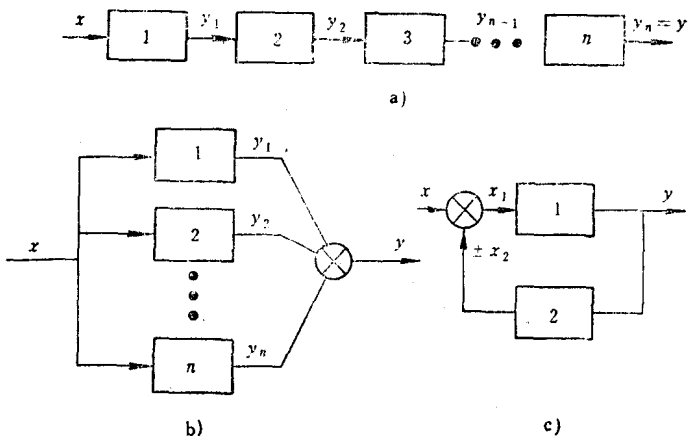 x 1 y₁ 2 y₂ 3 yₙ₋₁ n yₙ = y
a)
x 1 y₁ 2 y₂ n yₙ y
b)
x x₁ 1 y ± x₂ 2
c)